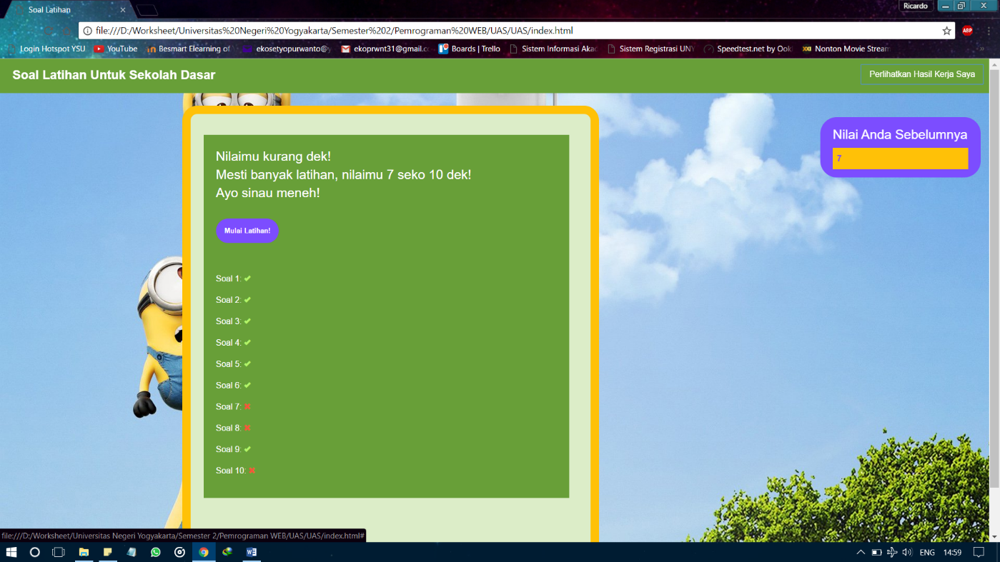 Soal Latihan
Ricardo
file:///D:/Worksheet/Universitas%20Negeri%20Yogyakarta/Semester%202/Pemrograman%20WEB/UAS/UAS/index.html
ABP
Login Hotspot YSU YouTube Besmart Elearning of ekosetyopurwanto@y ekoprwnt31@gmail.co Boards | Trello Sistem Informasi Akad Sistem Registrasi UNY Speedtest.net by Ookl Nonton Movie Stream »
Soal Latihan Untuk Sekolah Dasar
Perlihatkan Hasil Kerja Saya
Nilai Anda Sebelumnya
7
Nilaimu kurang dek!
Mesti banyak latihan, nilaimu 7 seko 10 dek!
Ayo sinau meneh!
Mulai Latihan!
Soal 1: ✔
Soal 2: ✔
Soal 3: ✔
Soal 4: ✔
Soal 5: ✔
Soal 6: ✔
Soal 7: ✖
Soal 8: ✖
Soal 9: ✔
Soal 10: ✖
file:///D:/Worksheet/Universitas Negeri Yogyakarta/Semester 2/Pemrograman WEB/UAS/UAS/index.html#
ENG 14:59